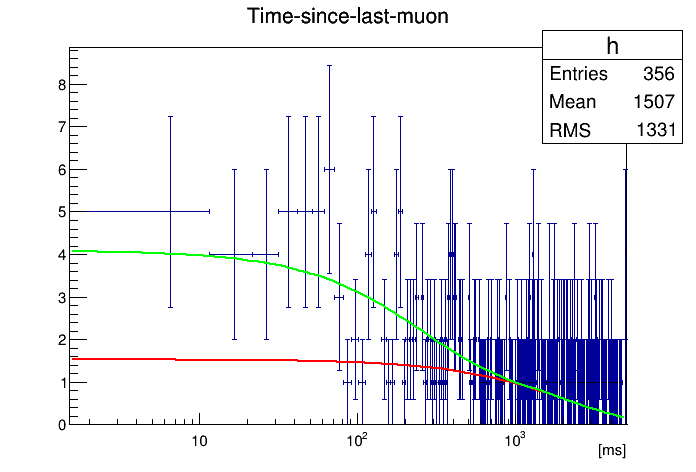 Time-since-last-muon
h
Entries 356
Mean 1507
RMS 1331
8
7
6
5
4
3
2
1
0
10 10² 10³
[ms]